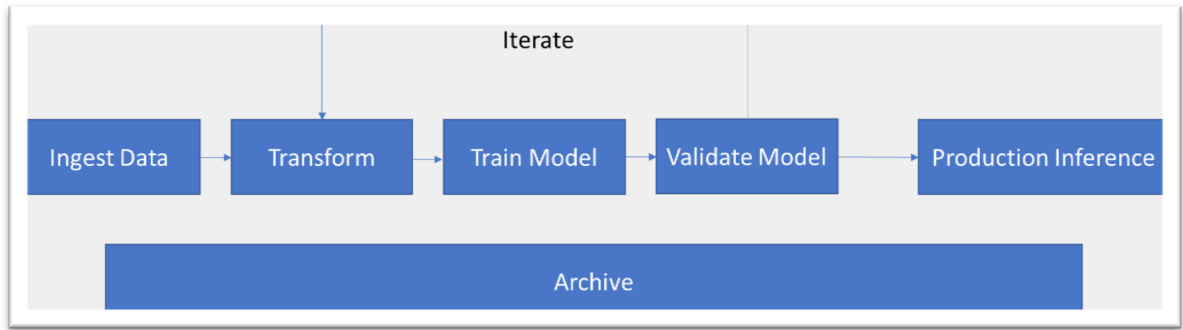 Iterate
Ingest Data
Transform
Train Model
Validate Model
Production Inference
Archive